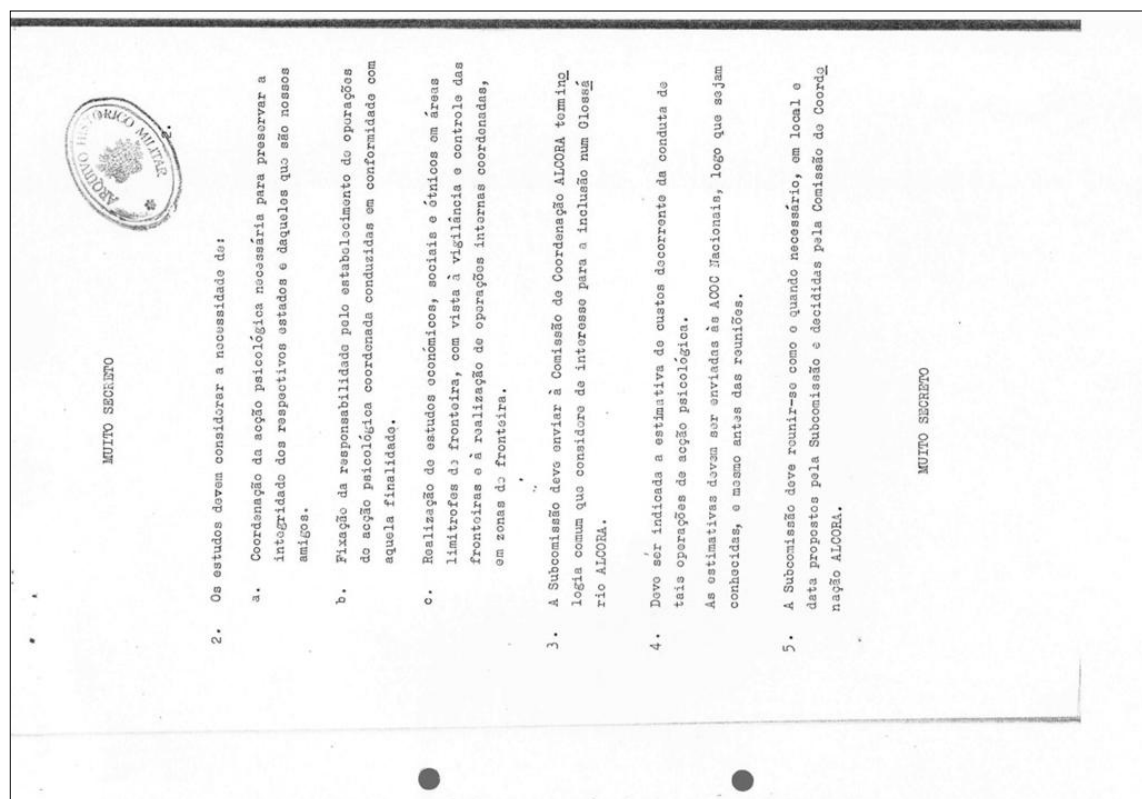 ARQUIVO HISTÓRICO MILITAR
2.
MUITO SECRETO
2. Os estudos devem considerar a necessidade de:
a. Coordenação da acção psicológica necessária para preservar a
integridade dos respectivos estados e daqueles que são nossos
amigos.
b. Fixação da responsabilidade pelo estabelecimento de operações
de acção psicológica coordenada conduzidas em conformidade com
aquela finalidade.
c. Realização de estudos económicos, sociais e étnicos em áreas
limítrofes de fronteira, com vista à vigilância e controle das
fronteiras e à realização de operações internas coordenadas,
em zonas de fronteira.
3. A Subcomissão deve enviar à Comissão de Coordenação ALCORA termino
logia comum que considere de interesse para a inclusão num Glossá
rio ALCORA.
4. Deve ser indicada a estimativa de custos decorrente da conduta de
tais operações de acção psicológica.
As estimativas devem ser enviadas às ACOC Nacionais, logo que sejam
conhecidas, e mesmo antes das reuniões.
5. A Subcomissão deve reunir-se como e quando necessário, em local e
data propostos pela Subcomissão e decididas pela Comissão de Coorde
nação ALCORA.
MUITO SECRETO